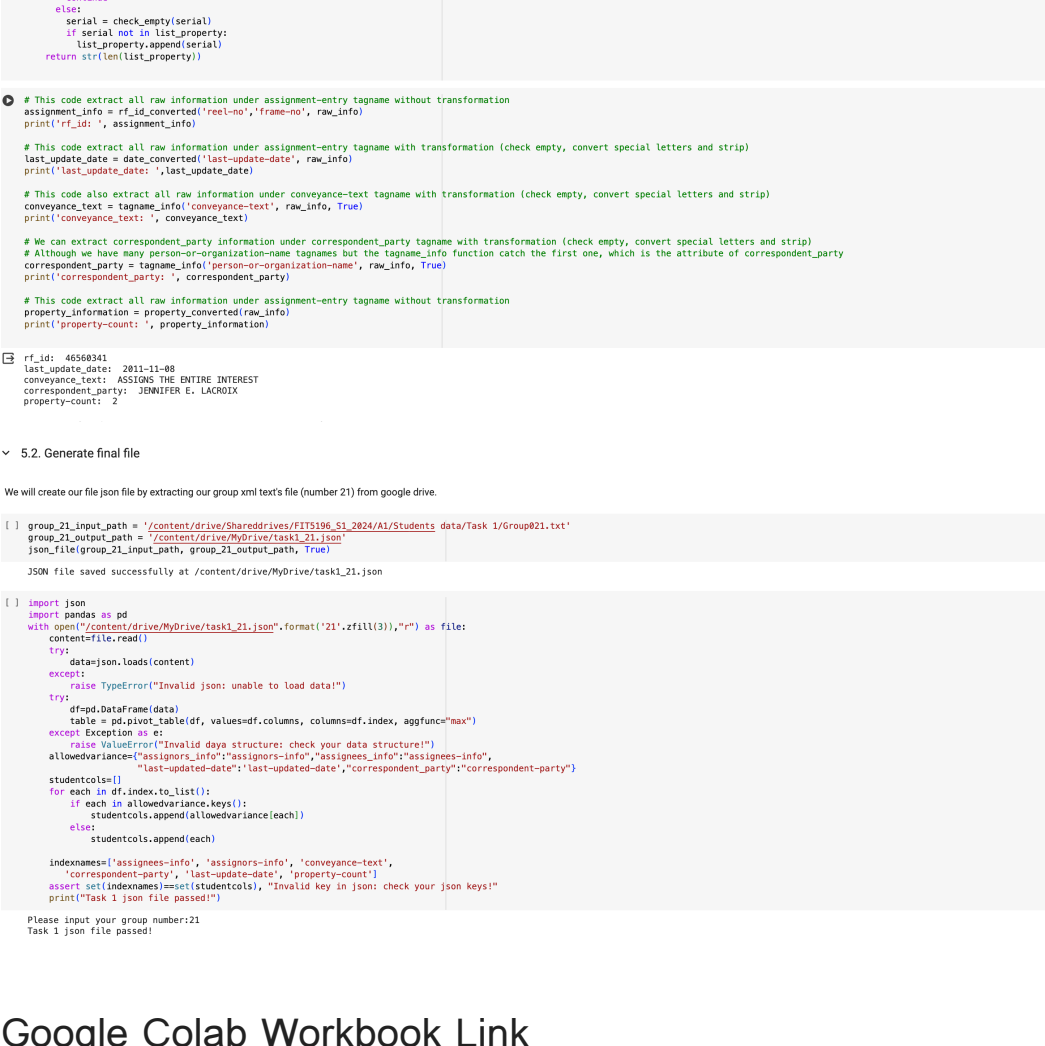 else:
serial = check_empty(serial)
if serial not in list_property:
list_property.append(serial)
return str(len(list_property))
# This code extract all raw information under assignment-entry tagname without transformation
assignment_info = rf_id_converted('reel-no','frame-no', raw_info)
print('rf_id: ', assignment_info)
# This code extract all raw information under assignment-entry tagname with transformation (check empty, convert special letters and strip)
last_update_date = date_converted('last-update-date', raw_info)
print('last_update_date: ',last_update_date)
# This code also extract all raw information under conveyance-text tagname with transformation (check empty, convert special letters and strip)
conveyance_text = tagname_info('conveyance-text', raw_info, True)
print('conveyance_text: ', conveyance_text)
# We can extract correspondent_party information under correspondent_party tagname with transformation (check empty, convert special letters and strip)
# Although we have many person-or-organization-name tagnames but the tagname_info function catch the first one, which is the attribute of correspondent_party
correspondent_party = tagname_info('person-or-organization-name', raw_info, True)
print('correspondent_party: ', correspondent_party)
# This code extract all raw information under assignment-entry tagname without transformation
property_information = property_converted(raw_info)
print('property-count: ', property_information)
rf_id:  46560341
last_update_date:  2011-11-08
conveyance_text:  ASSIGNS THE ENTIRE INTEREST
correspondent_party:  JENNIFER E. LACROIX
property-count:  2
5.2. Generate final file
We will create our file json file by extracting our group xml text's file (number 21) from google drive.
[ ] group_21_input_path = '/content/drive/Shareddrives/FIT5196_S1_2024/A1/Students data/Task 1/Group021.txt'
group_21_output_path = '/content/drive/MyDrive/task1_21.json'
json_file(group_21_input_path, group_21_output_path, True)
JSON file saved successfully at /content/drive/MyDrive/task1_21.json
[ ] import json
import pandas as pd
with open("/content/drive/MyDrive/task1_21.json".format('21'.zfill(3)),"r") as file:
content=file.read()
try:
data=json.loads(content)
except:
raise TypeError("Invalid json: unable to load data!")
try:
df=pd.DataFrame(data)
table = pd.pivot_table(df, values=df.columns, columns=df.index, aggfunc="max")
except Exception as e:
raise ValueError("Invalid daya structure: check your data structure!")
allowedvariance={"assignors_info":"assignors-info","assignees_info":"assignees-info",
"last-updated-date":'last-updated-date',"correspondent_party":"correspondent-party"}
studentcols=[]
for each in df.index.to_list():
if each in allowedvariance.keys():
studentcols.append(allowedvariance[each])
else:
studentcols.append(each)
indexnames=['assignees-info', 'assignors-info', 'conveyance-text',
'correspondent-party', 'last-update-date', 'property-count']
assert set(indexnames)==set(studentcols), "Invalid key in json: check your json keys!"
print("Task 1 json file passed!")
Please input your group number:21
Task 1 json file passed!
Google Colab Workbook Link